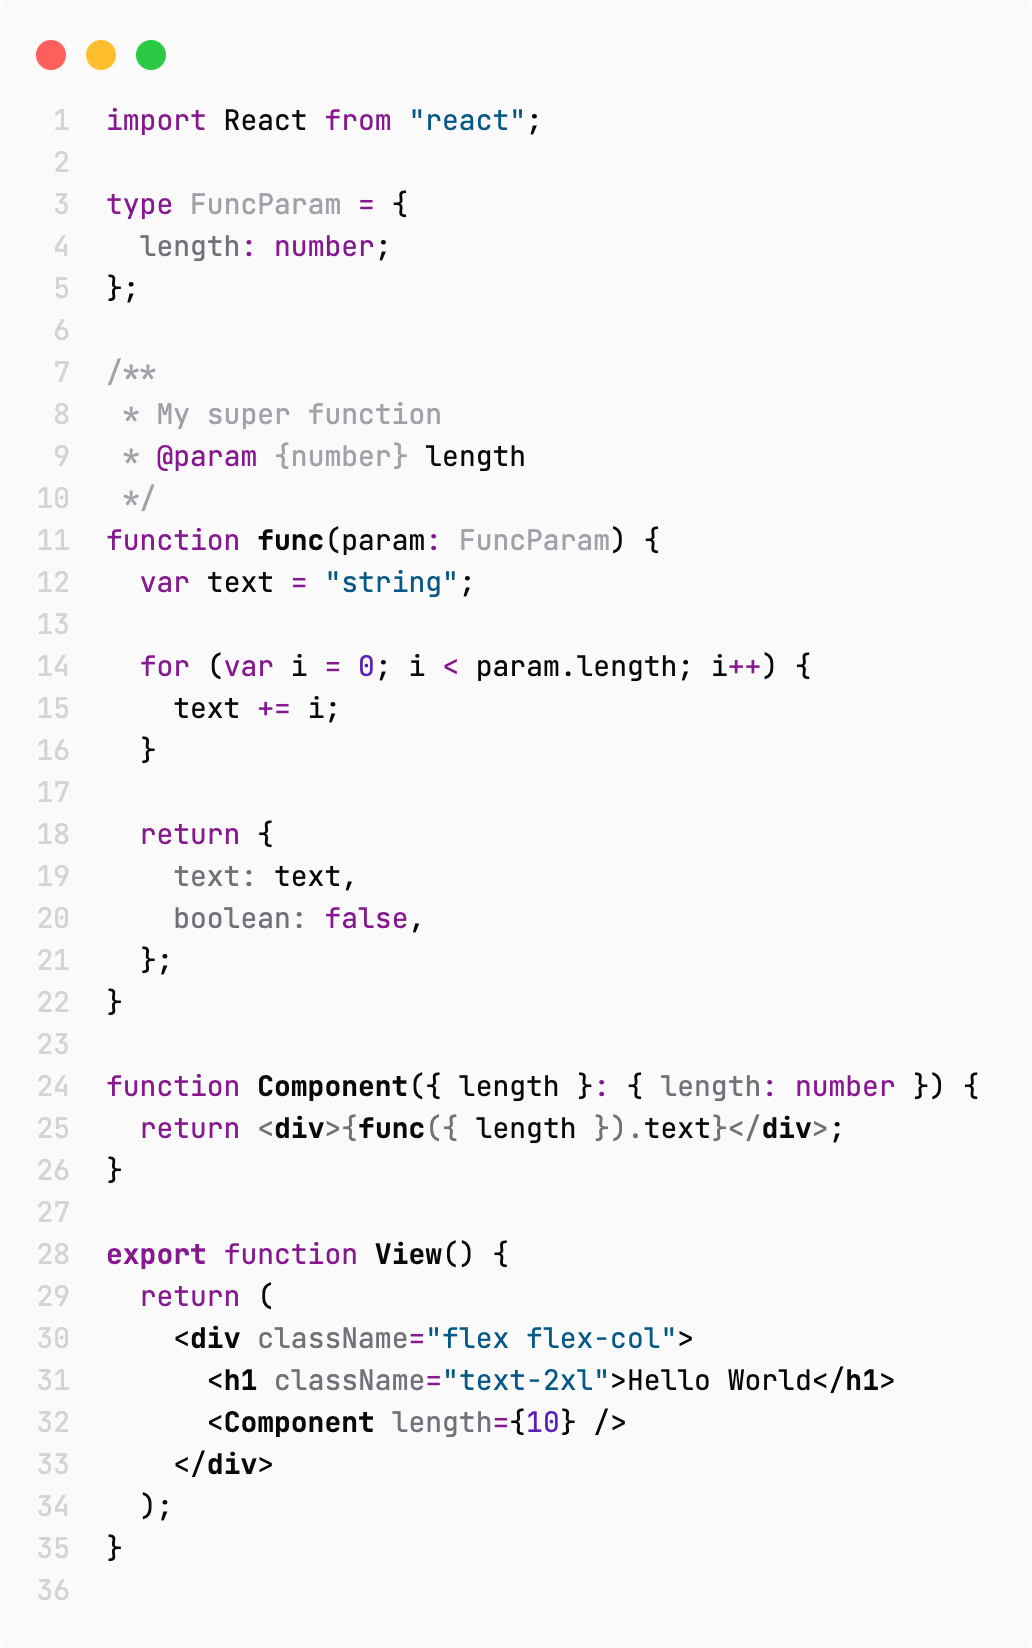 1 import React from "react";
2
3 type FuncParam = {
4   length: number;
5 };
6
7 /**
8  * My super function
9  * @param {number} length
10  */
11 function func(param: FuncParam) {
12   var text = "string";
13
14   for (var i = 0; i < param.length; i++) {
15     text += i;
16   }
17
18   return {
19     text: text,
20     boolean: false,
21   };
22 }
23
24 function Component({ length }: { length: number }) {
25   return <div>{func({ length }).text}</div>;
26 }
27
28 export function View() {
29   return (
30     <div className="flex flex-col">
31       <h1 className="text-2xl">Hello World</h1>
32       <Component length={10} />
33     </div>
34   );
35 }
36